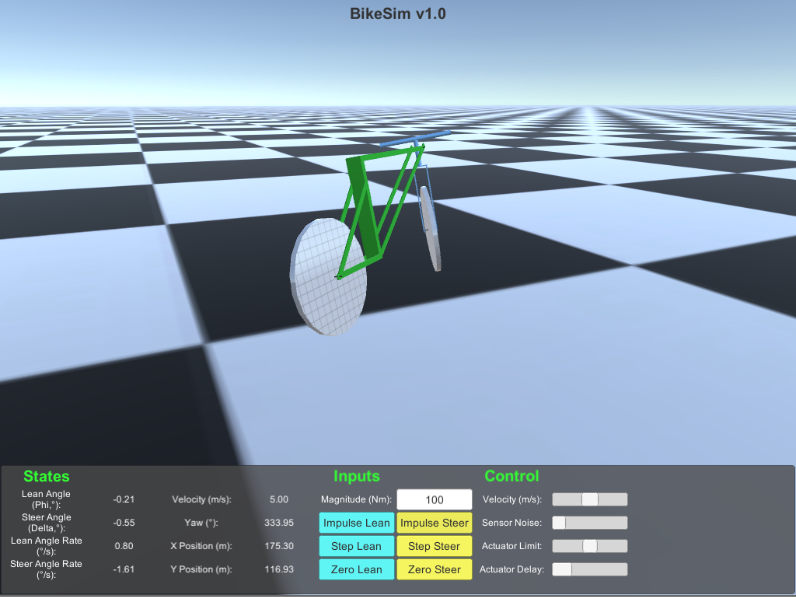 BikeSim v1.0
States
Inputs
Control
Lean Angle
(Phi,°):
-0.21
Velocity (m/s):
5.00
Magnitude (Nm):
100
Velocity (m/s):
Steer Angle
(Delta,°):
-0.55
Yaw (°):
333.95
Impulse Lean
Impulse Steer
Sensor Noise:
Lean Angle Rate
(°/s):
0.80
X Position (m):
175.30
Step Lean
Step Steer
Actuator Limit:
Steer Angle Rate
(°/s):
-1.61
Y Position (m):
116.93
Zero Lean
Zero Steer
Actuator Delay: